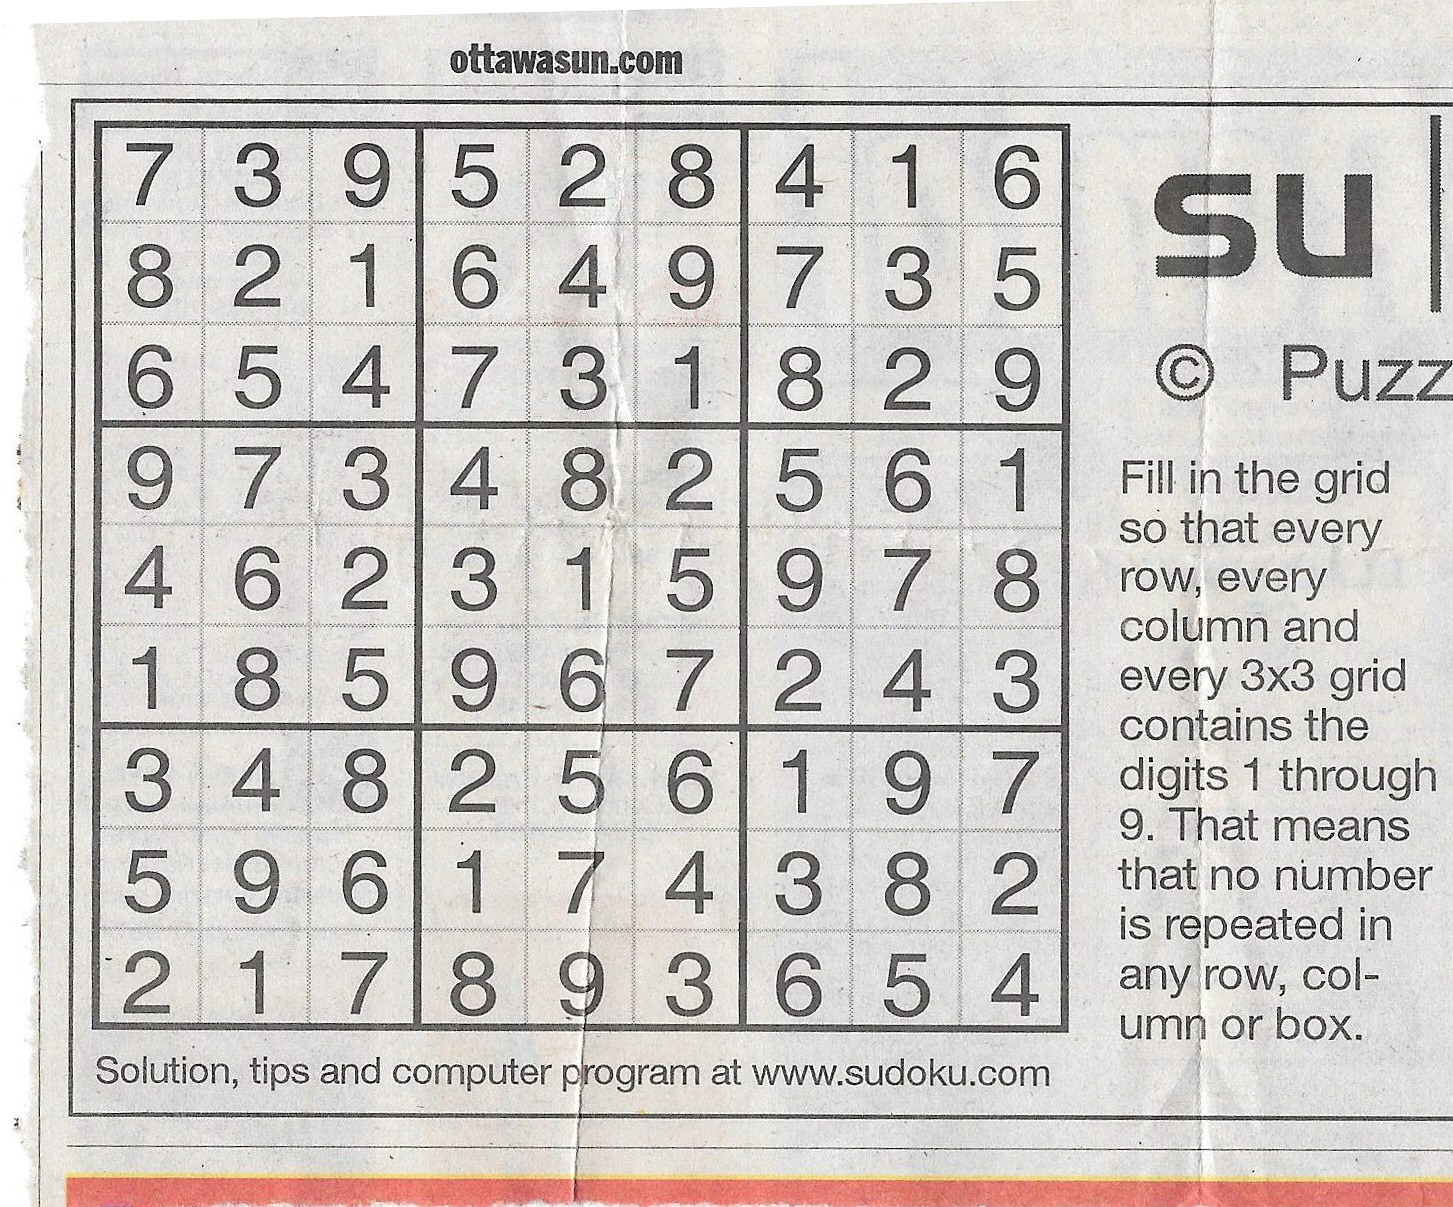 ottawasun.com
7 3 9 5 2 8 4 1 6
8 2 1 6 4 9 7 3 5
6 5 4 7 3 1 8 2 9
9 7 3 4 8 2 5 6 1
4 6 2 3 1 5 9 7 8
1 8 5 9 6 7 2 4 3
3 4 8 2 5 6 1 9 7
5 9 6 1 7 4 3 8 2
2 1 7 8 9 3 6 5 4
Solution, tips and computer program at www.sudoku.com
su
© Puzz
Fill in the grid
so that every
row, every
column and
every 3x3 grid
contains the
digits 1 through
9. That means
that no number
is repeated in
any row, col-
umn or box.